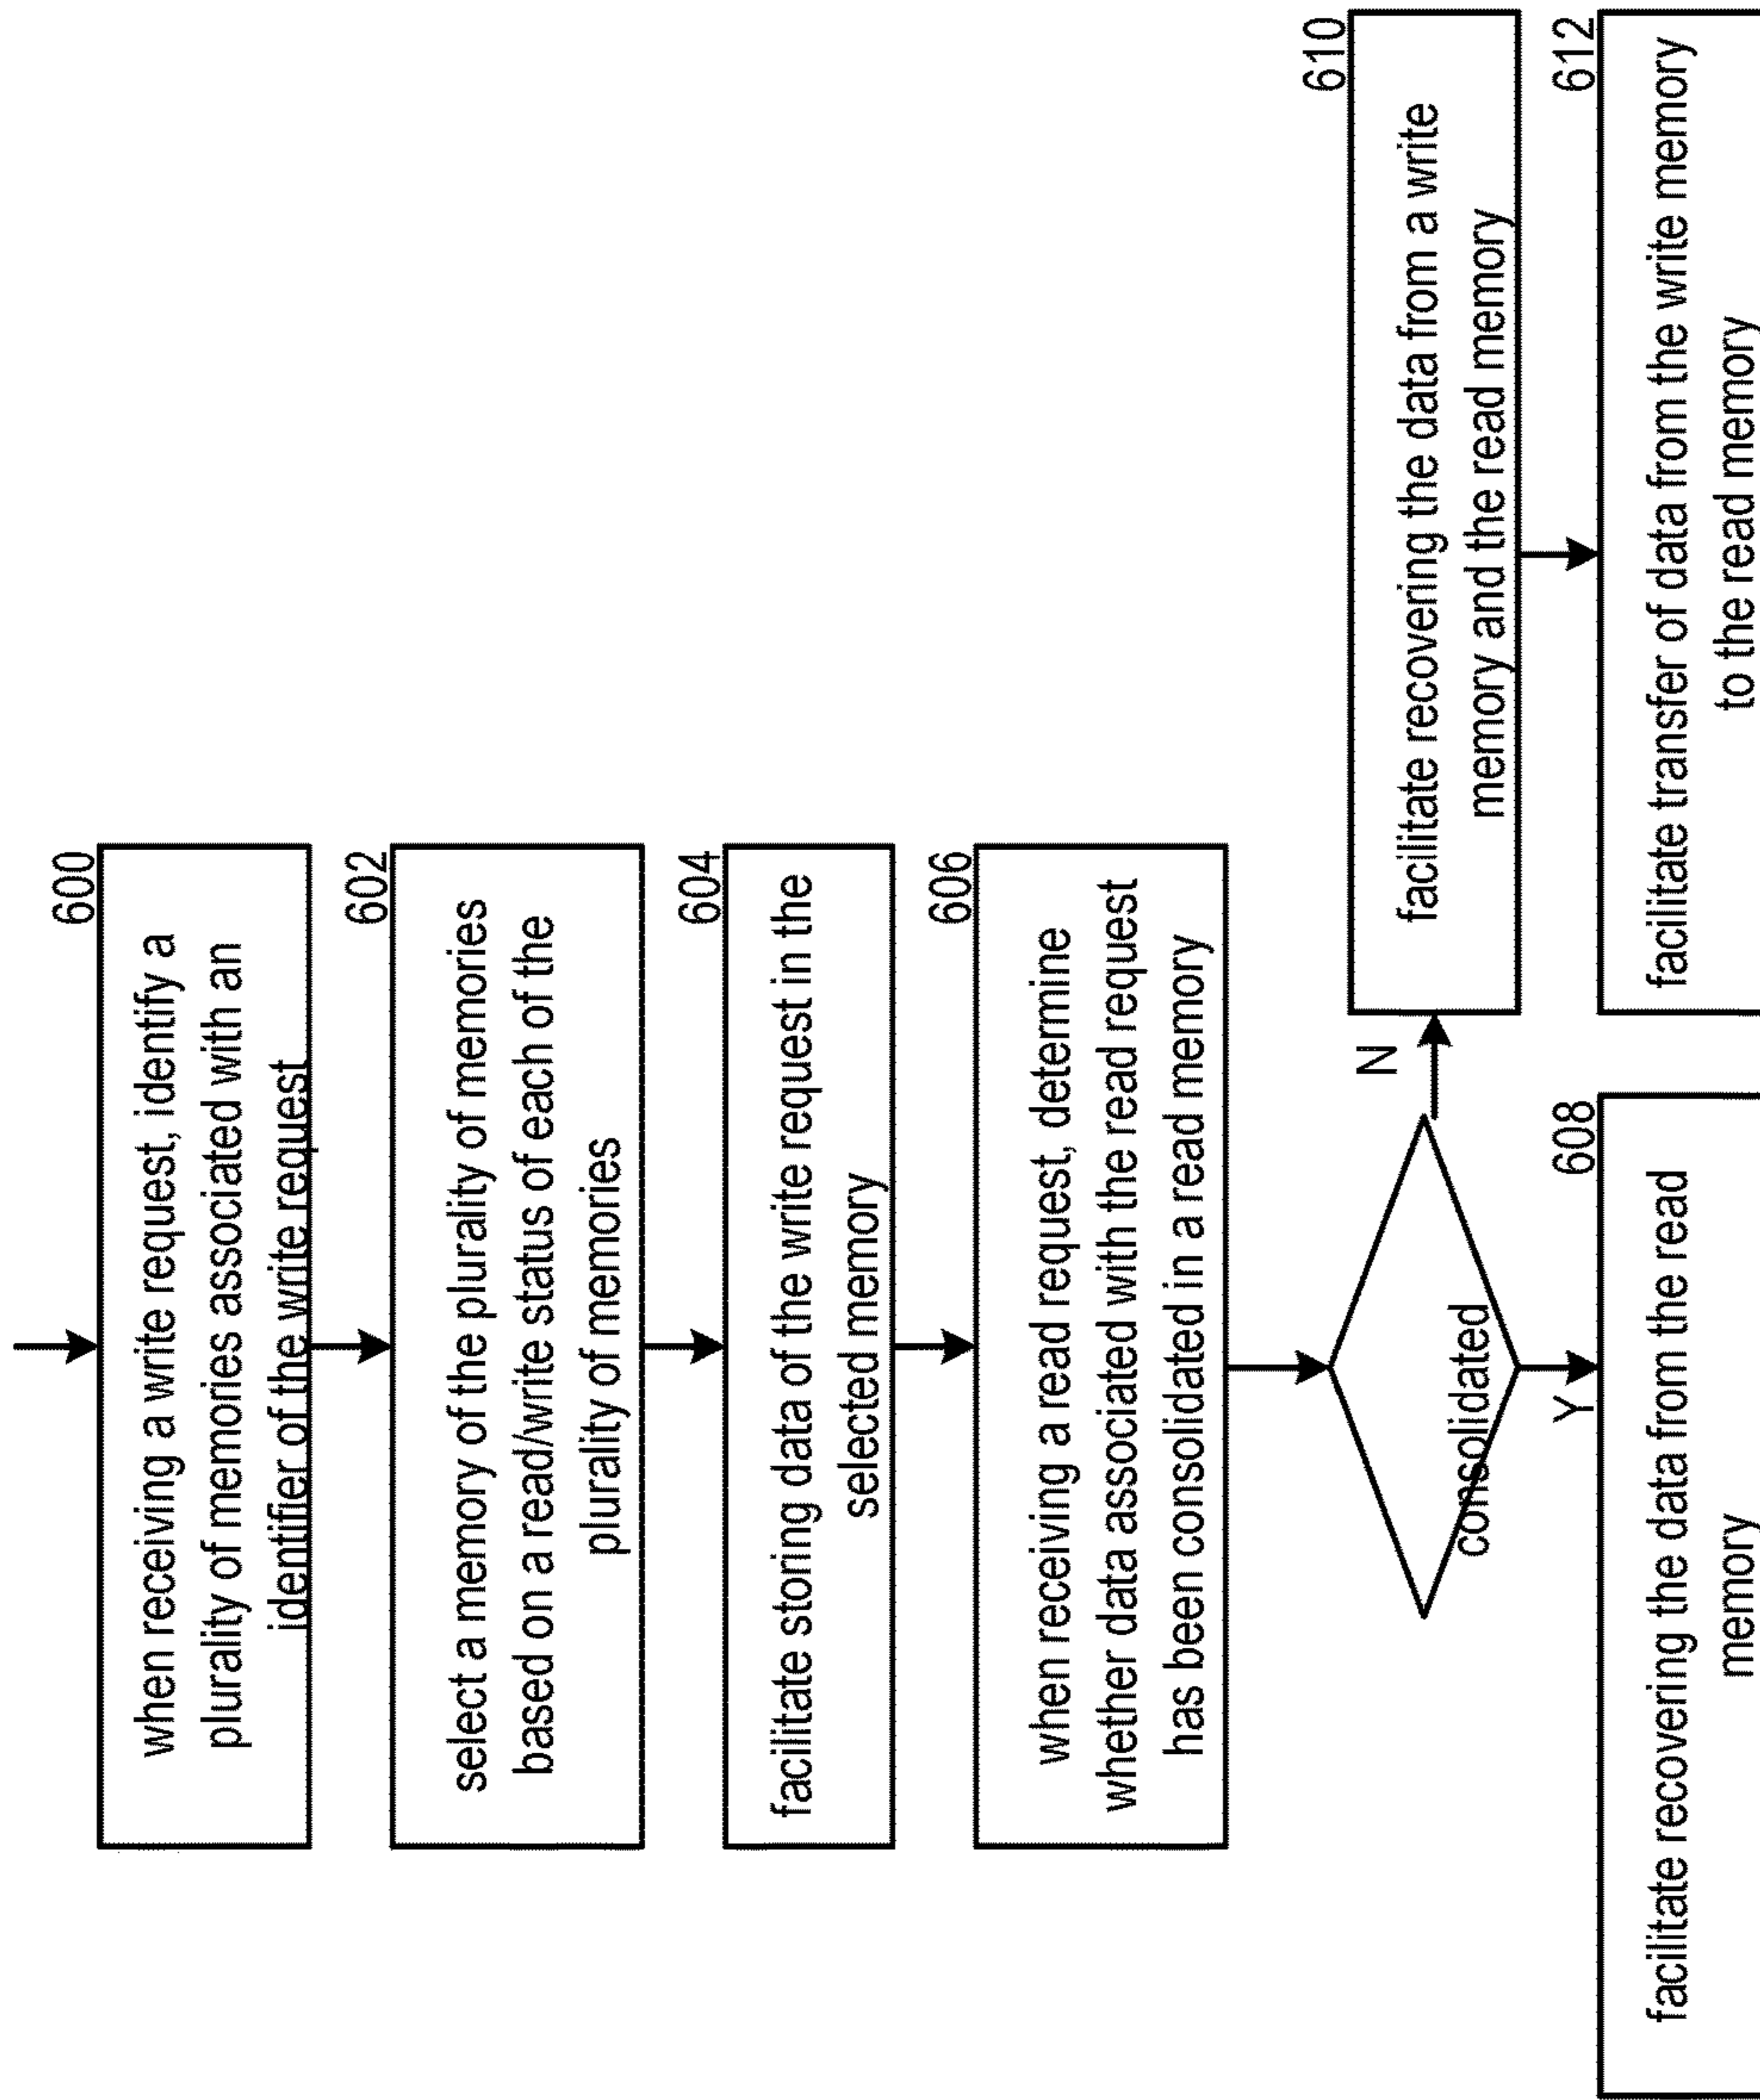 600
when receiving a write request, identify a
plurality of memories associated with an
identifier of the write request
602
select a memory of the plurality of memories
based on a read/write status of each of the
plurality of memories
604
facilitate storing data of the write request in the
selected memory
606
when receiving a read request, determine
whether data associated with the read request
has been consolidated in a read memory
consolidated
Y
N
608
facilitate recovering the data from the read
memory
610
facilitate recovering the data from a write
memory and the read memory
612
facilitate transfer of data from the write memory
to the read memory